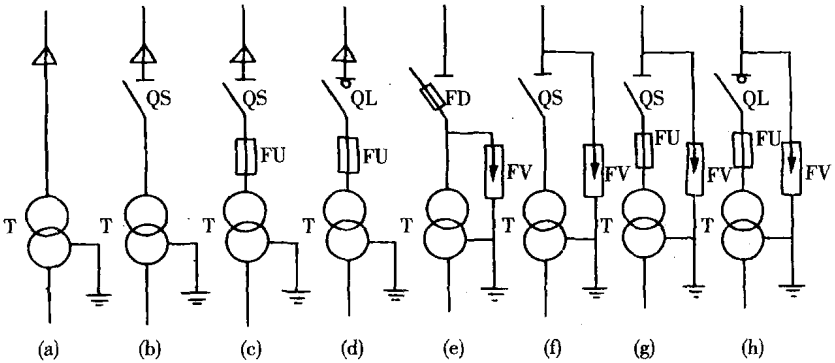 QS QS QL FD QS QS QL
FU FU FU FU
FV FV FV FV
T T T T T T T T
(a) (b) (c) (d) (e) (f) (g) (h)